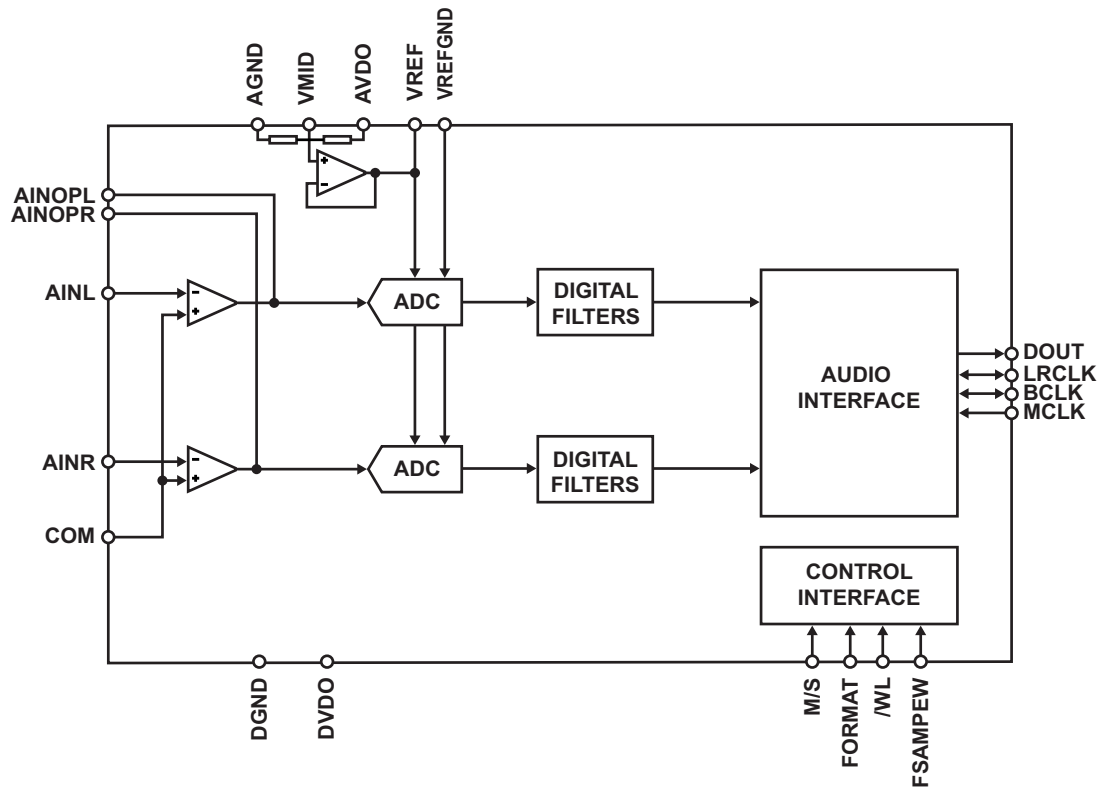 AGND
VMID
AVDO
VREF
VREFGND
AINOPL
AINOPR
AINL
AINR
COM
+
-
-
+
-
+
ADC
DIGITAL
FILTERS
ADC
DIGITAL
FILTERS
AUDIO
INTERFACE
DOUT
LRCLK
BCLK
MCLK
CONTROL
INTERFACE
DGND
DVDO
M/S
FORMAT
/WL
FSAMPEW